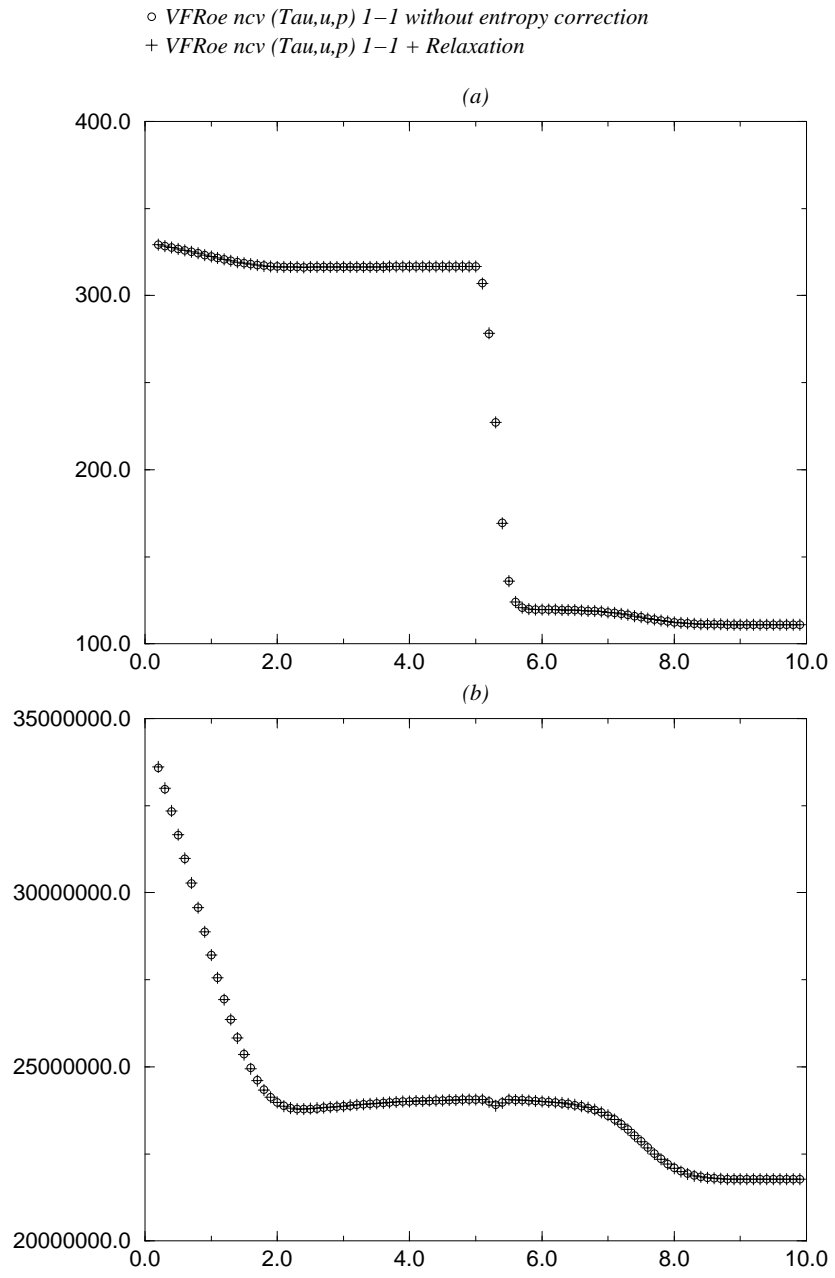 ○ VFRoe ncv (Tau,u,p) 1−1 without entropy correction
+ VFRoe ncv (Tau,u,p) 1−1 + Relaxation
(a)
400.0
300.0
200.0
100.0
0.0 2.0 4.0 6.0 8.0 10.0
(b)
35000000.0
30000000.0
25000000.0
20000000.0
0.0 2.0 4.0 6.0 8.0 10.0